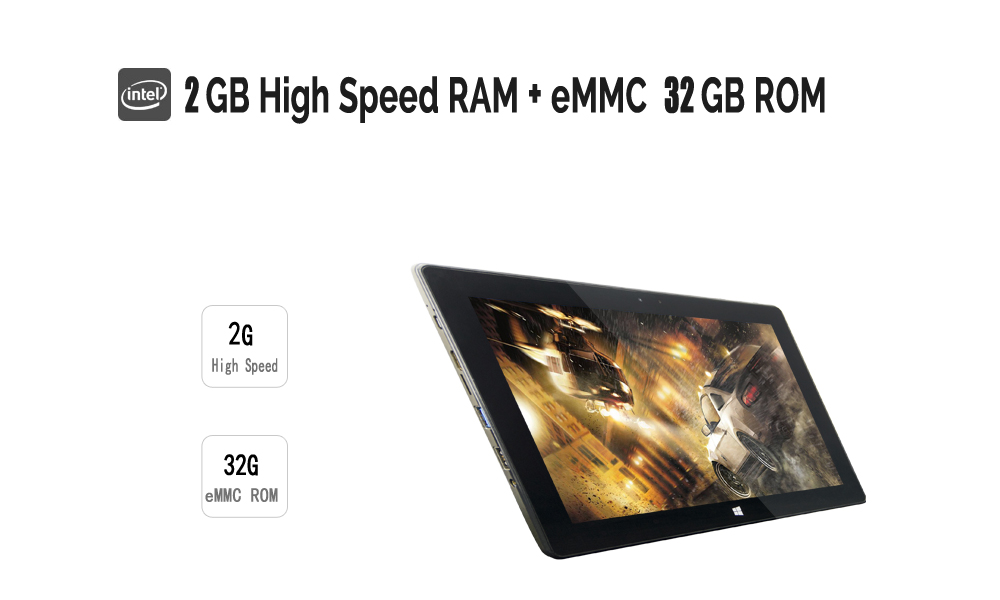 intel 2 GB High Speed RAM + eMMC 32 GB ROM
2G
High Speed
32G
eMMC ROM